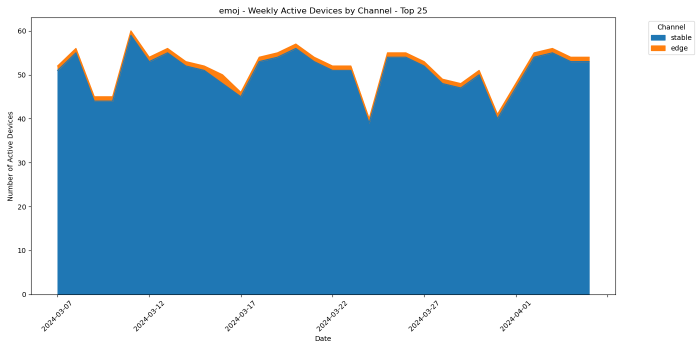 emoj - Weekly Active Devices by Channel - Top 25
Channel
stable
edge
Number of Active Devices
60
50
40
30
20
10
0
2024-03-07
2024-03-12
2024-03-17
2024-03-22
2024-03-27
2024-04-01
Date